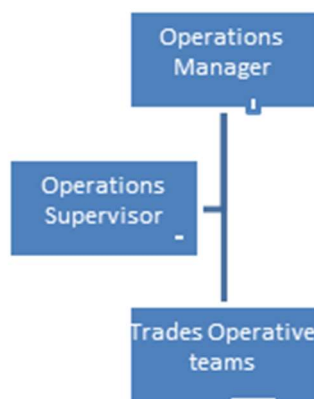 Operations
Manager
Operations
Supervisor
Trades Operative
teams